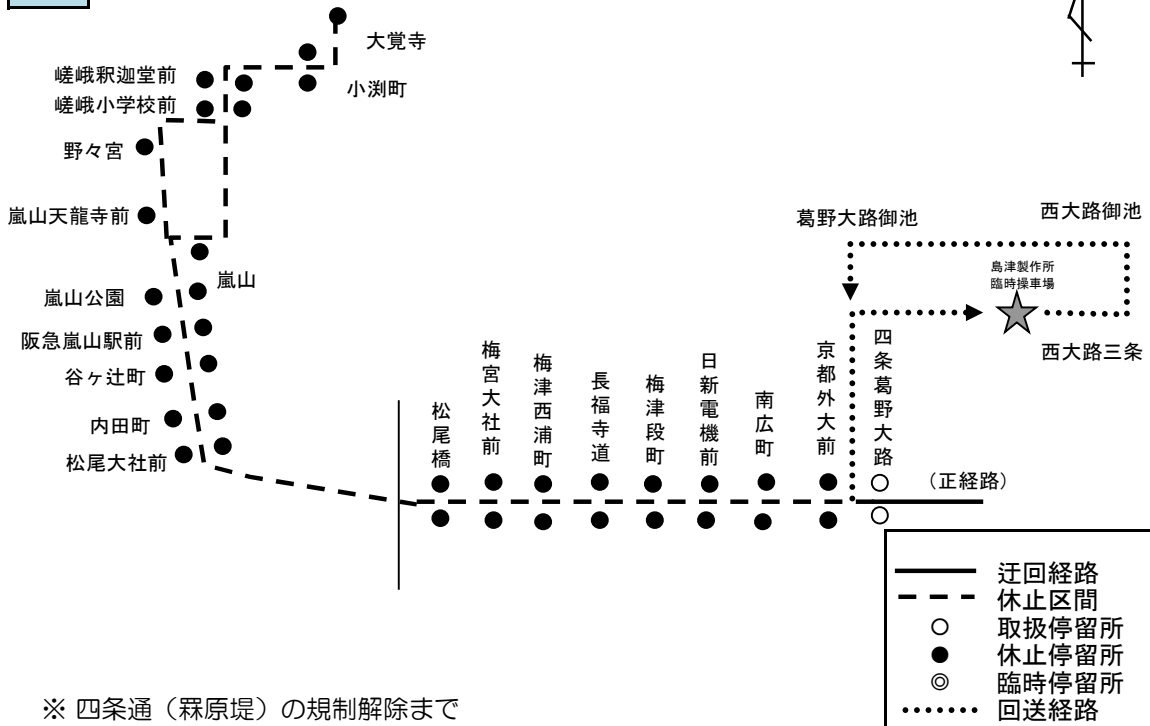 大覚寺
嵯峨釈迦堂前
小渕町
嵯峨小学校前
野々宮
嵐山天龍寺前
嵐山
嵐山公園
阪急嵐山駅前
谷ヶ辻町
内田町
松尾大社前
松尾橋
梅宮大社前
梅津西浦町
長福寺道
梅津段町
日新電機前
南広町
京都外大前
四条葛野大路
葛野大路御池
西大路御池
島津製作所
臨時操車場
西大路三条
(正経路)
迂回経路
休止区間
取扱停留所
休止停留所
臨時停留所
回送経路
※ 四条通(罧原堤)の規制解除まで